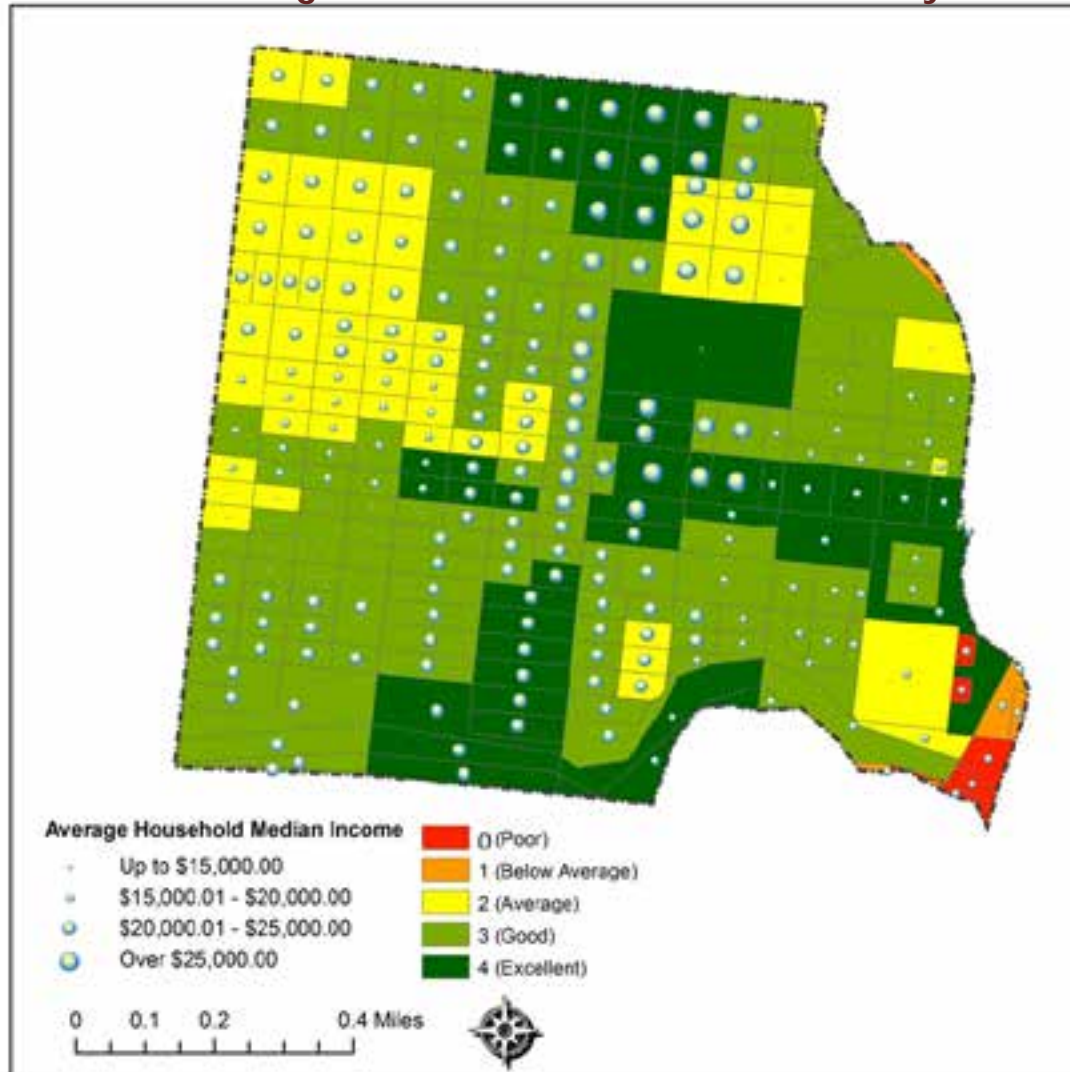 Average Household Median Income
Up to $15,000.00
$15,000.01 - $20,000.00
$20,000.01 - $25,000.00
Over $25,000.00
0 (Poor)
1 (Below Average)
2 (Average)
3 (Good)
4 (Excellent)
0 0.1 0.2 0.4 Miles